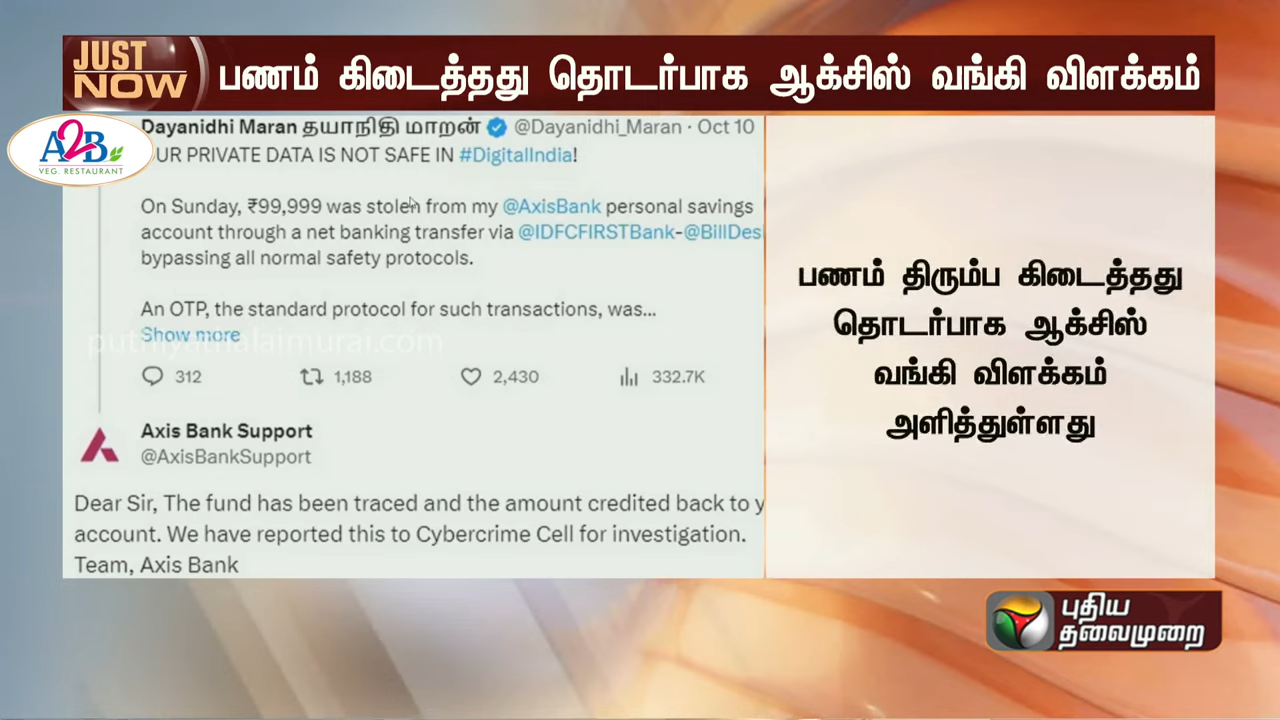 JUST
NOW
பணம் கிடைத்தது தொடர்பாக ஆக்சிஸ் வங்கி விளக்கம்
A2B
VEG. RESTAURANT
Dayanidhi Maran தயாநிதி மாறன் @Dayanidhi_Maran · Oct 10
UR PRIVATE DATA IS NOT SAFE IN #DigitalIndia!
On Sunday, ₹99,999 was stolen from my @AxisBank personal savings
account through a net banking transfer via @IDFCFIRSTBank-@BillDes
bypassing all normal safety protocols.
An OTP, the standard protocol for such transactions, was...
Show more
puthiyathalaimurai.com
312 1,188 2,430 332.7K
Axis Bank Support
@AxisBankSupport
Dear Sir, The fund has been traced and the amount credited back to y
account. We have reported this to Cybercrime Cell for investigation.
Team, Axis Bank
பணம் திரும்ப கிடைத்தது
தொடர்பாக ஆக்சிஸ்
வங்கி விளக்கம்
அளித்துள்ளது
புதிய
தலைமுறை